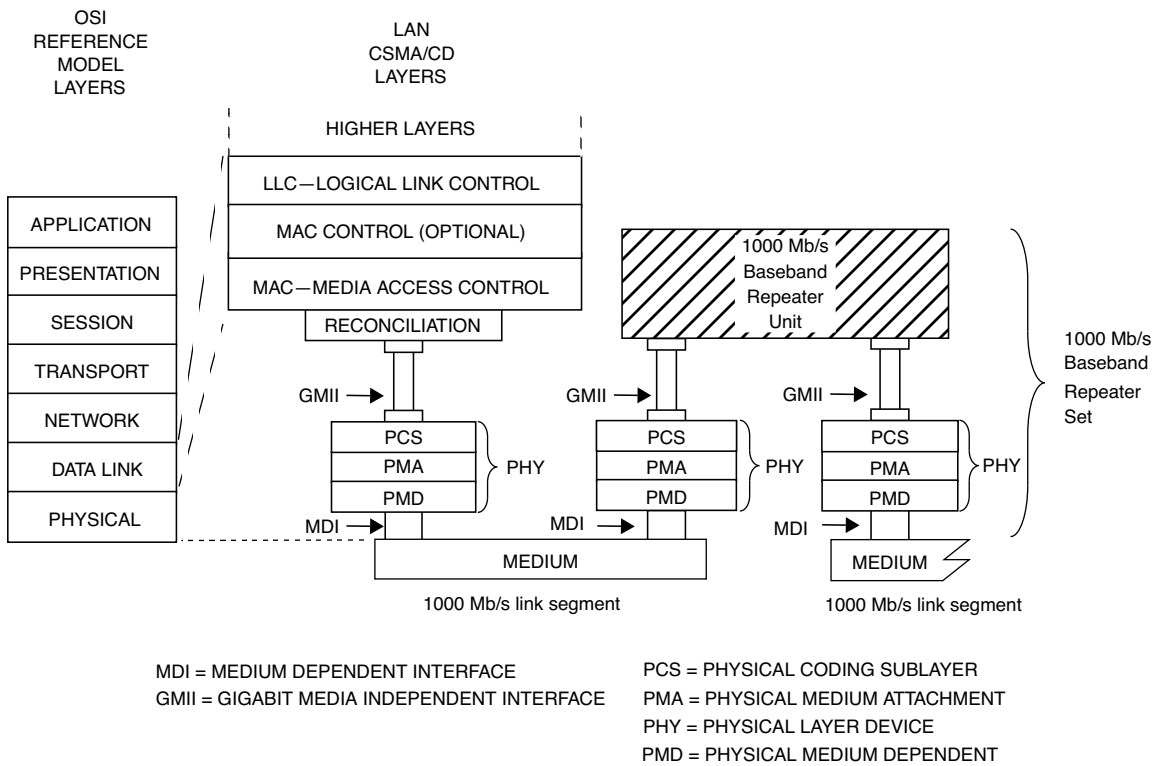 OSI
REFERENCE
MODEL
LAYERS
LAN
CSMA/CD
LAYERS
HIGHER LAYERS
LLC—LOGICAL LINK CONTROL
MAC CONTROL (OPTIONAL)
MAC—MEDIA ACCESS CONTROL
RECONCILIATION
APPLICATION
PRESENTATION
SESSION
TRANSPORT
NETWORK
DATA LINK
PHYSICAL
1000 Mb/s
Baseband
Repeater
Unit
1000 Mb/s
Baseband
Repeater
Set
GMII
GMII
GMII
PCS
PMA
PMD
PHY
PCS
PMA
PMD
PHY
PCS
PMA
PMD
PHY
MDI
MDI
MDI
MEDIUM
MEDIUM
1000 Mb/s link segment
1000 Mb/s link segment
MDI = MEDIUM DEPENDENT INTERFACE
GMII = GIGABIT MEDIA INDEPENDENT INTERFACE
PCS = PHYSICAL CODING SUBLAYER
PMA = PHYSICAL MEDIUM ATTACHMENT
PHY = PHYSICAL LAYER DEVICE
PMD = PHYSICAL MEDIUM DEPENDENT